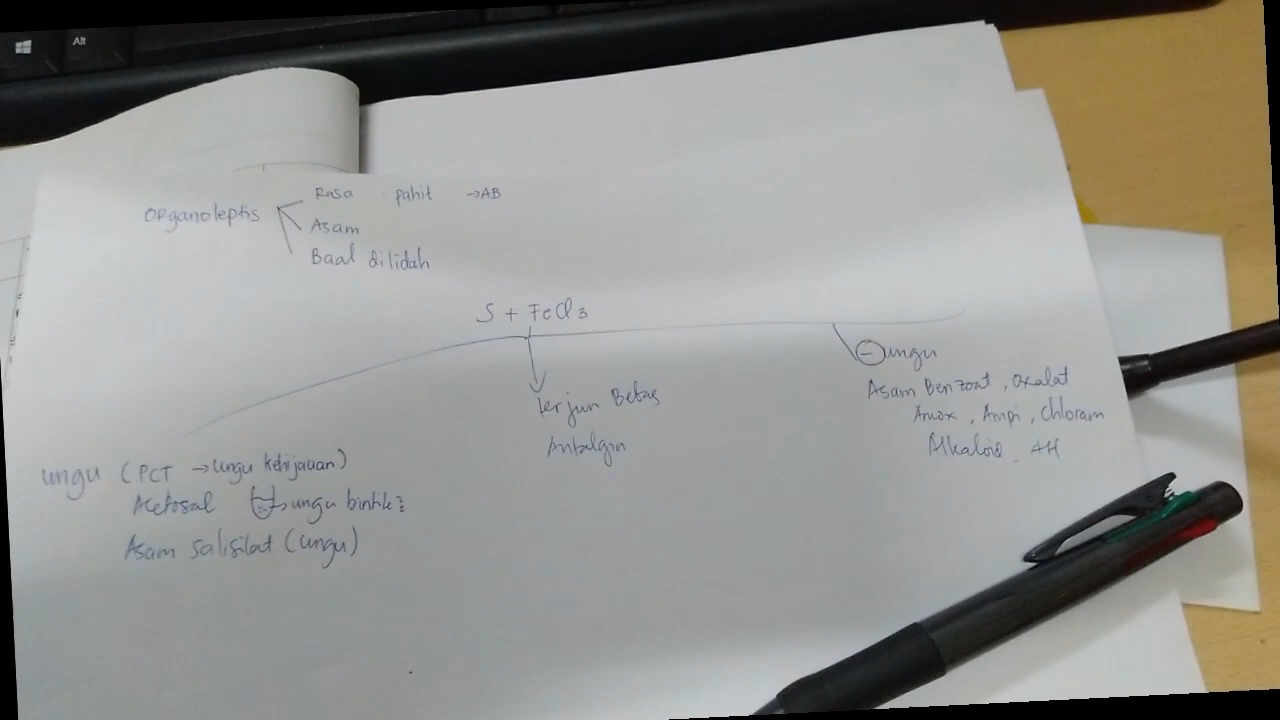 Alt
Organoleptis
Rasa pahit →AB
Asam
Baal dilidah
S + FeCl3
ungu (PCT → ungu kehijauan)
Acetosal ungu bintik
Asam salisilat (ungu)
terjun Bebas
Antalgin
⊖ ungu
Asam Benzoat, oxalat
Amox, Ampi, Chloram
Alkaloid, AH